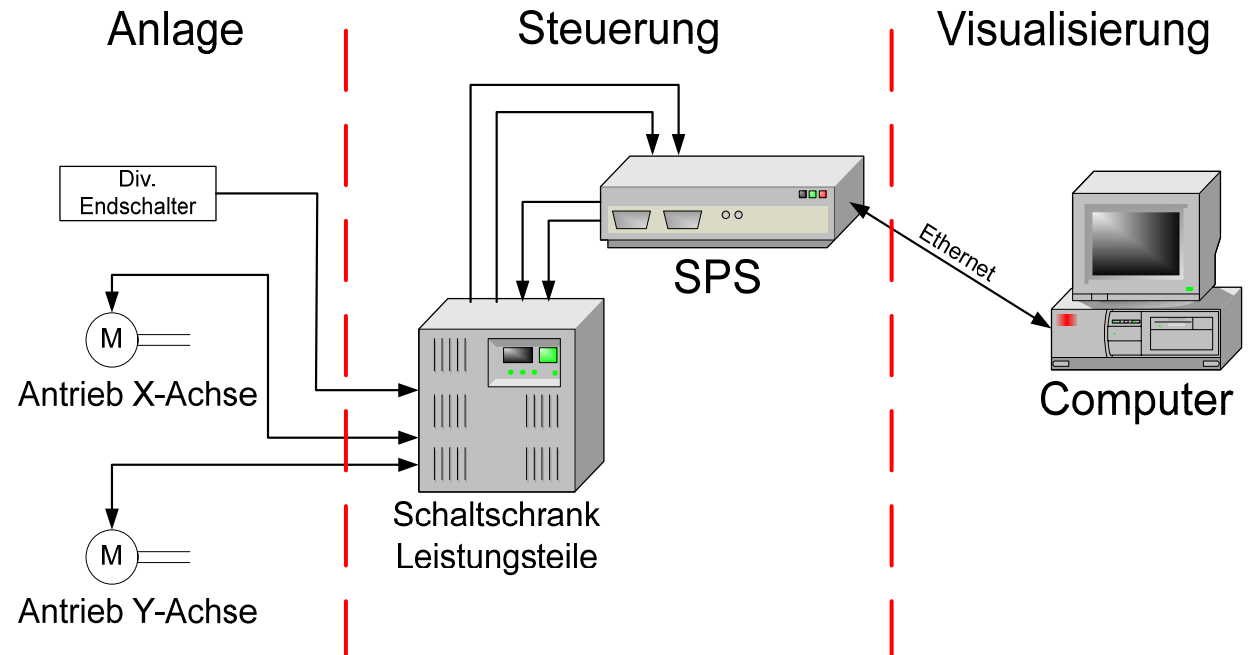 Anlage
Steuerung
Visualisierung
Div.
Endschalter
SPS
Ethernet
M
Antrieb X-Achse
Computer
Schaltschrank
Leistungsteile
M
Antrieb Y-Achse